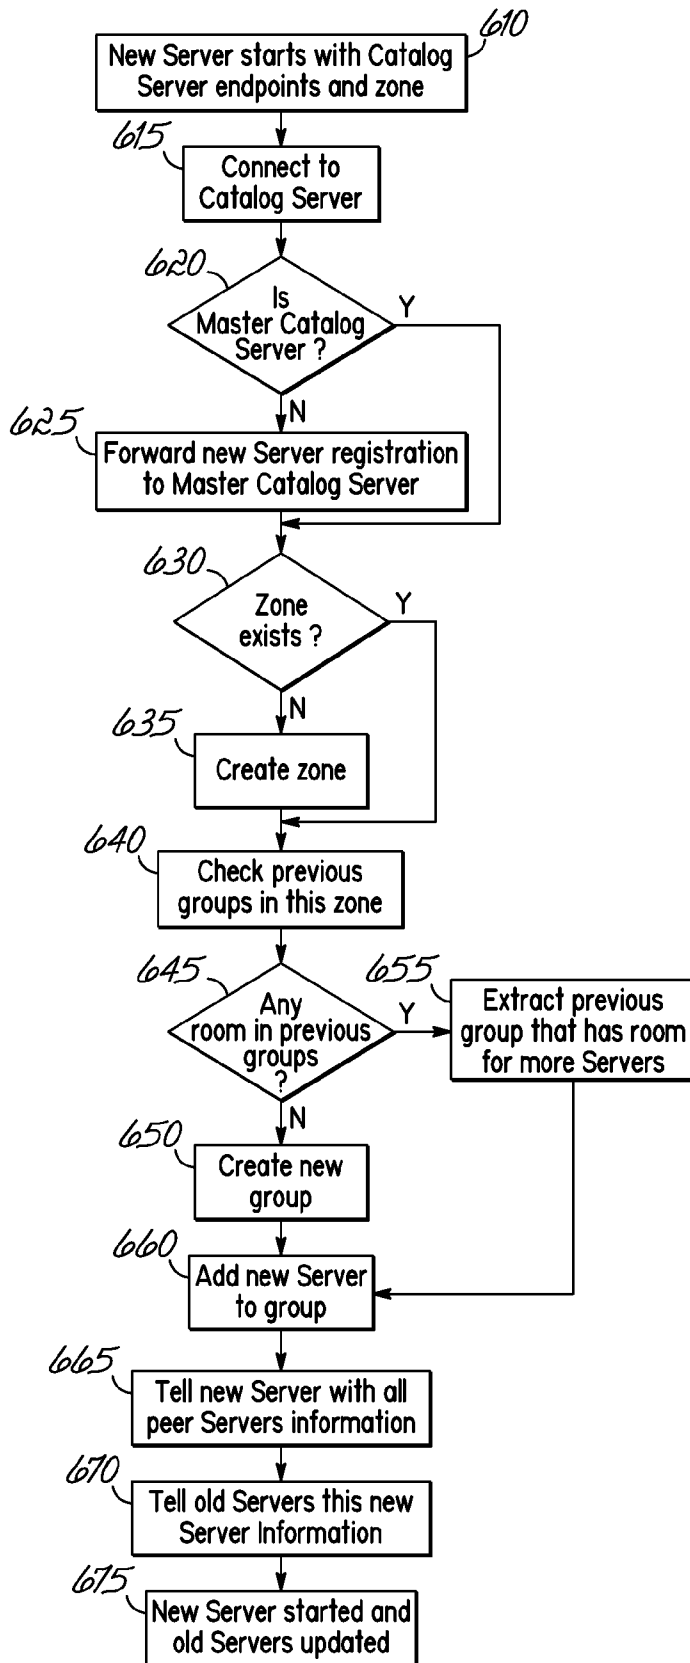 610
New Server starts with Catalog
Server endpoints and zone
615
Connect to
Catalog Server
620
Is
Master Catalog
Server ?
Y
N
625
Forward new Server registration
to Master Catalog Server
630
Zone
exists ?
Y
N
635
Create zone
640
Check previous
groups in this zone
645
Any
room in previous
groups
?
Y
655
Extract previous
group that has room
for more Servers
N
650
Create new
group
660
Add new Server
to group
665
Tell new Server with all
peer Servers information
670
Tell old Servers this new
Server Information
675
New Server started and
old Servers updated